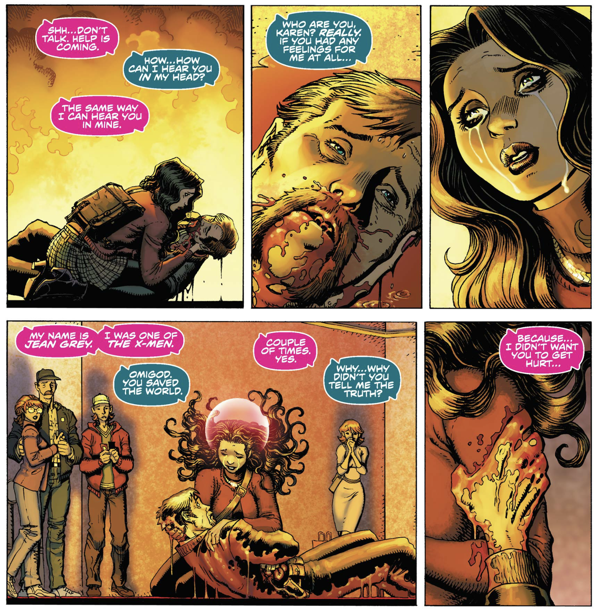 SHH...DON'T
TALK. HELP IS
COMING.
HOW...HOW
CAN I HEAR YOU
IN MY HEAD?
THE SAME WAY
I CAN HEAR YOU
IN MINE.
WHO ARE YOU,
KAREN? REALLY.
IF YOU HAD ANY
FEELINGS FOR
ME AT ALL...
MY NAME IS
JEAN GREY.
I WAS ONE OF
THE X-MEN.
OMIGOD.
YOU SAVED
THE WORLD.
COUPLE
OF TIMES.
YES.
WHY...WHY
DIDN'T YOU
TELL ME THE
TRUTH?
BECAUSE...
I DIDN'T WANT
YOU TO GET
HURT...